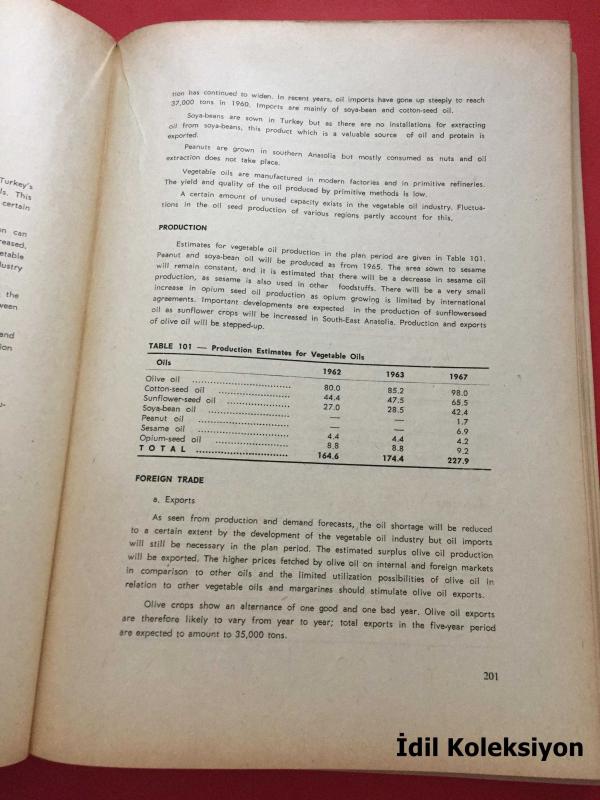 Turkey's
ls. This
certain
on can
reased,
etable
dustry
the
ween
and
ion
u-
tion has continued to widen. In recent years, oil imports have gone up steeply to reach
37,000 tons in 1960. Imports are mainly of soya-bean and cotton-seed oil.
Soya-beans are sown in Turkey but as there are no installations for extracting
oil from soya-beans, this product which is a valuable source of oil and protein is
exported.
Peanuts are grown in southern Anatolia but mostly consumed as nuts and oil
extraction does not take place.
Vegetable oils are manufactured in modern factories and in primitive refineries.
The yield and quality of the oil produced by primitive methods is low.
A certain amount of unused capacity exists in the vegetable oil industry. Fluctua-
tions in the oil seed production of various regions partly account for this.
PRODUCTION
Estimates for vegetable oil production in the plan period are given in Table 101.
Peanut and soya-bean oil will be produced as from 1965. The area sown to sesame
will remain constant, and it is estimated that there will be a decrease in sesame oil
production, as sesame is also used in other foodstuffs. There will be a very small
increase in opium seed oil production as opium growing is limited by international
agreements. Important developments are expected in the production of sunflowerseed
oil as sunflower crops will be increased in South-East Anatolia. Production and exports
of olive oil will be stepped-up.
TABLE 101 — Production Estimates for Vegetable Oils
Oils 1962 1963 1967
Olive oil ................................ 80.0 85.2 98.0
Cotton-seed oil ....................... 44.4 47.5 65.5
Sunflower-seed oil .................... 27.0 28.5 42.4
Soya-bean oil .......................... — — 1.7
Peanut oil .............................. — — 6.9
Sesame oil .............................. 4.4 4.4 4.2
Opium-seed oil ....................... 8.8 8.8 9.2
TOTAL .............................. 164.6 174.4 227.9
FOREIGN TRADE
a. Exports
As seen from production and demand forecasts, the oil shortage will be reduced
to a certain extent by the development of the vegetable oil industry but oil imports
will still be necessary in the plan period. The estimated surplus olive oil production
will be exported. The higher prices fetched by olive oil on internal and foreign markets
in comparison to other oils and the limited utilization possibilities of olive oil in
relation to other vegetable oils and margarines should stimulate olive oil exports.
Olive crops show an alternance of one good and one bad year. Olive oil exports
are therefore likely to vary from year to year; total exports in the five-year period
are expected to amount to 35,000 tons.
201
İdil Koleksiyon